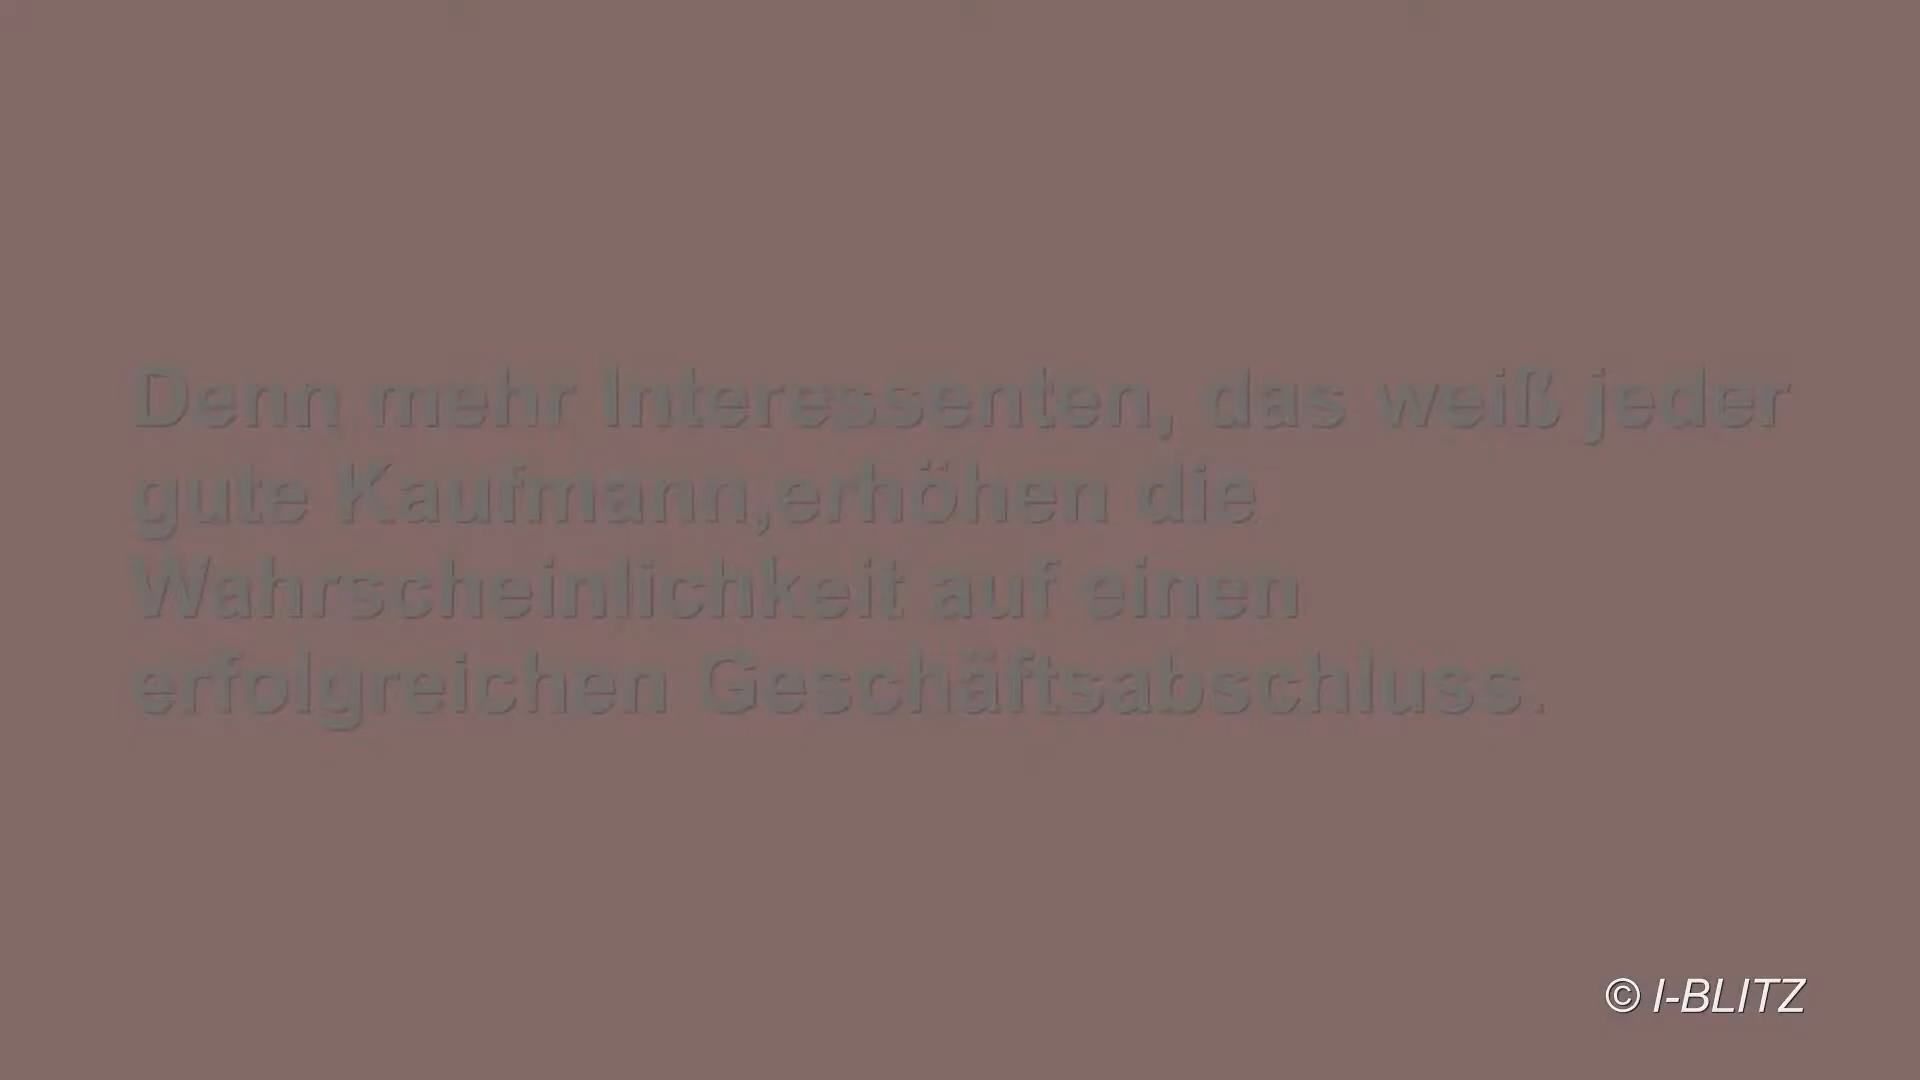 Denn mehr Interessenten, das weiß jeder
gute Kaufmann,erhöhen die
Wahrscheinlichkeit auf einen
erfolgreichen Geschäftsabschluss.
© I-BLITZ